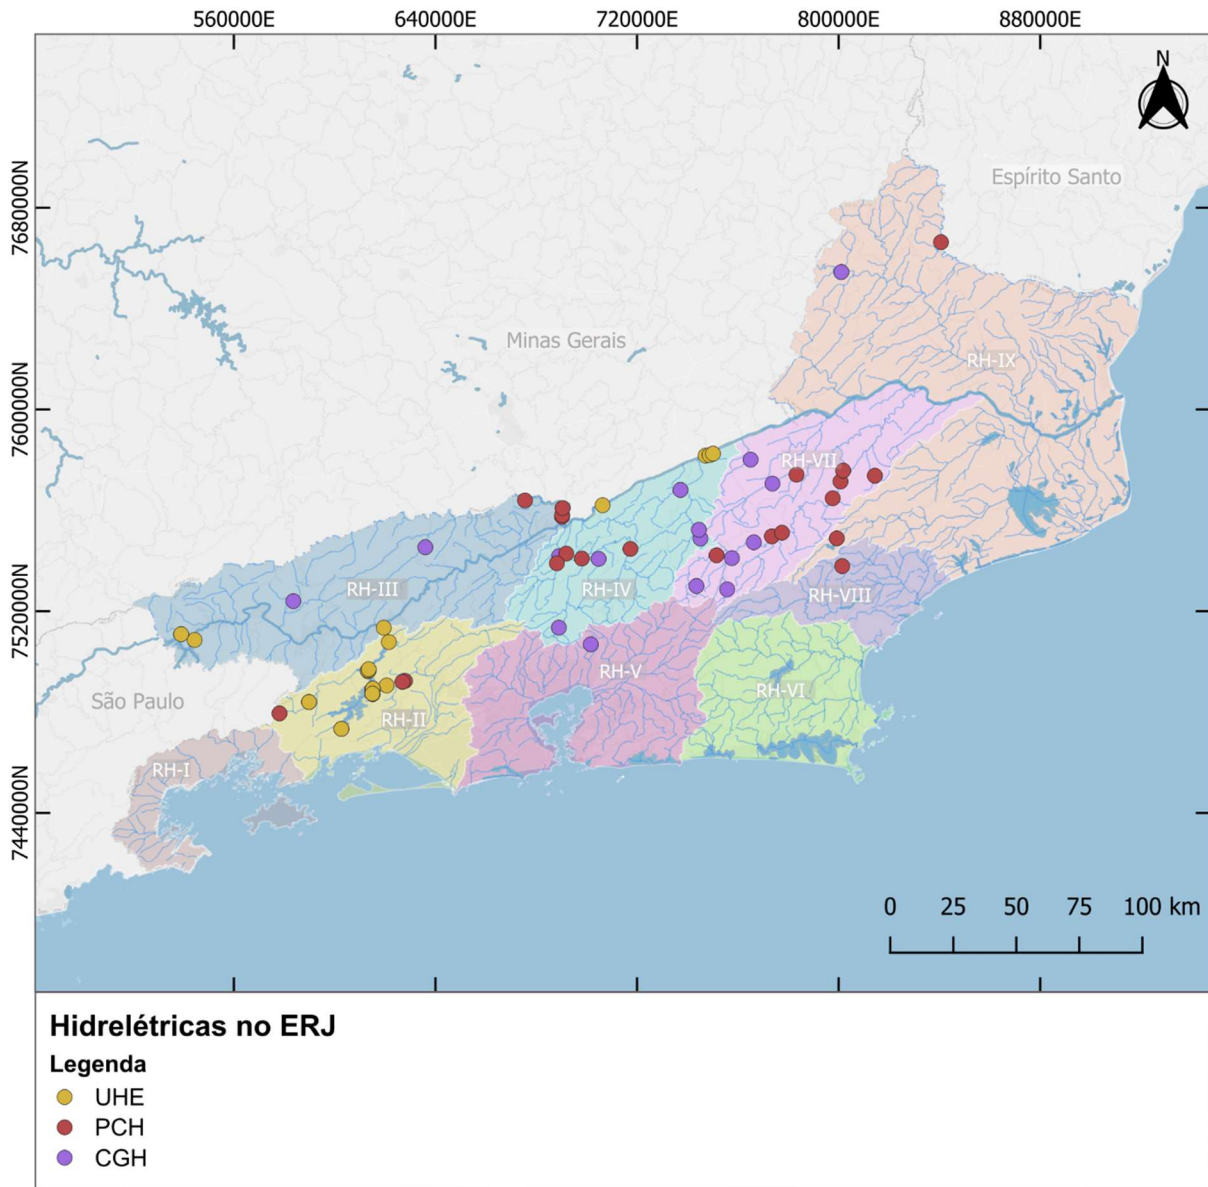 560000E 640000E 720000E 800000E 880000E
N
7680000N
Espírito Santo
Minas Gerais
RH-IX
7600000N
RH-VII
RH-III
RH-IV
RH-VIII
7520000N
São Paulo
RH-V
RH-VI
RH-II
RH-I
7440000N
0 25 50 75 100 km
Hidrelétricas no ERJ
Legenda
UHE
PCH
CGH